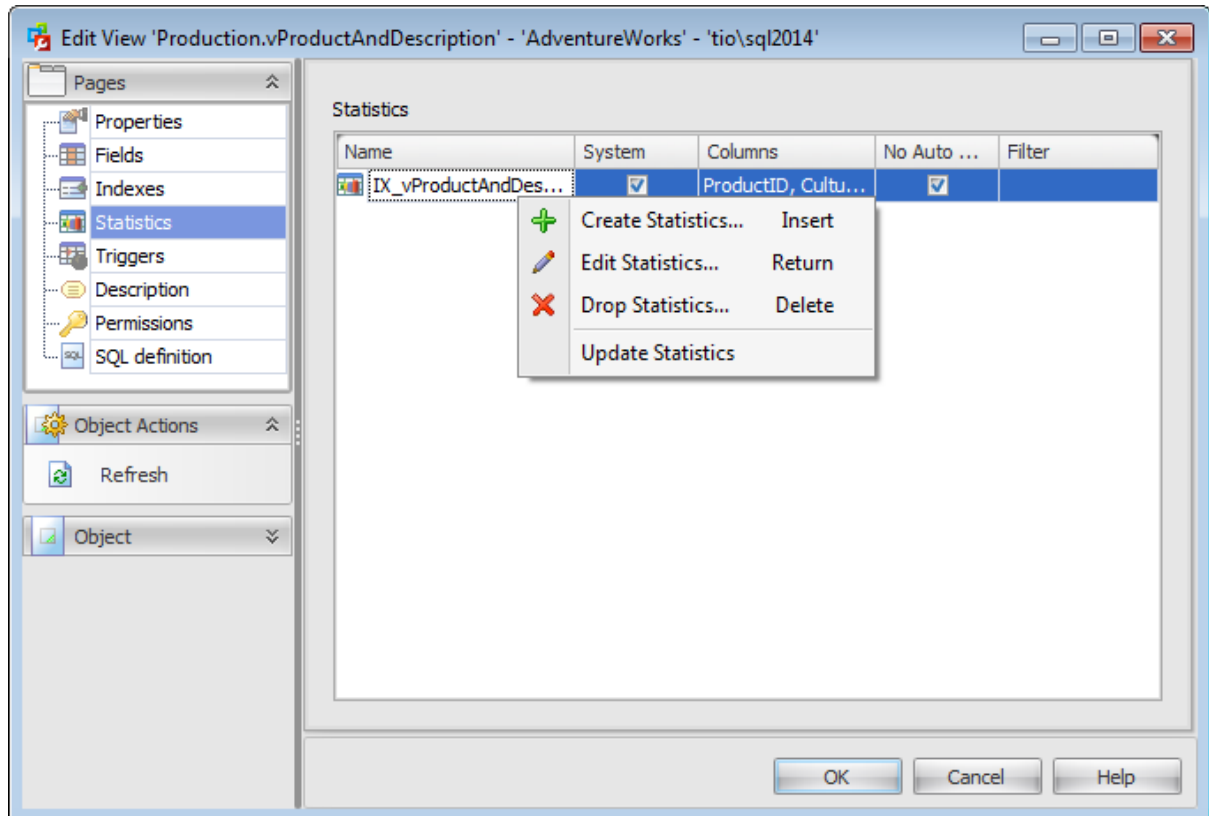 Edit View 'Production.vProductAndDescription' - 'AdventureWorks' - 'tio\sql2014'
Pages
Properties
Fields
Indexes
Statistics
Triggers
Description
Permissions
SQL SQL definition
Object Actions
Refresh
Object
Statistics
Name System Columns No Auto ... Filter
IX_vProductAndDes... ProductID, Cultu...
Create Statistics... Insert
Edit Statistics... Return
Drop Statistics... Delete
Update Statistics
OK Cancel Help